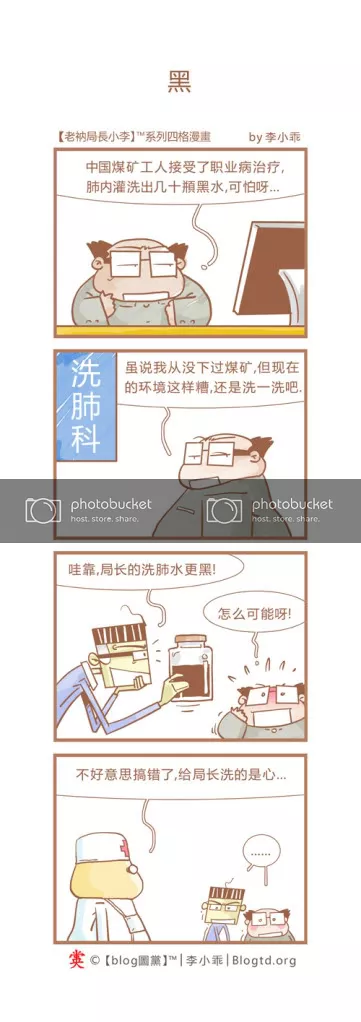 黑
【老衲局長小李】™系列四格漫畫 by 李小乖
中国煤矿工人接受了职业病治疗,
肺内灌洗出几十瓶黑水,可怕呀...
洗肺科
虽说我从没下过煤矿,但现在
的环境这样糟,还是洗一洗吧.
photobucket
host. store. share.
photobucket
host. store. share.
哇靠,局长的洗肺水更黑!
怎么可能呀!
不好意思搞错了,给局长洗的是心...
......
©【blog圖黨】™|李小乖|Blogtd.org